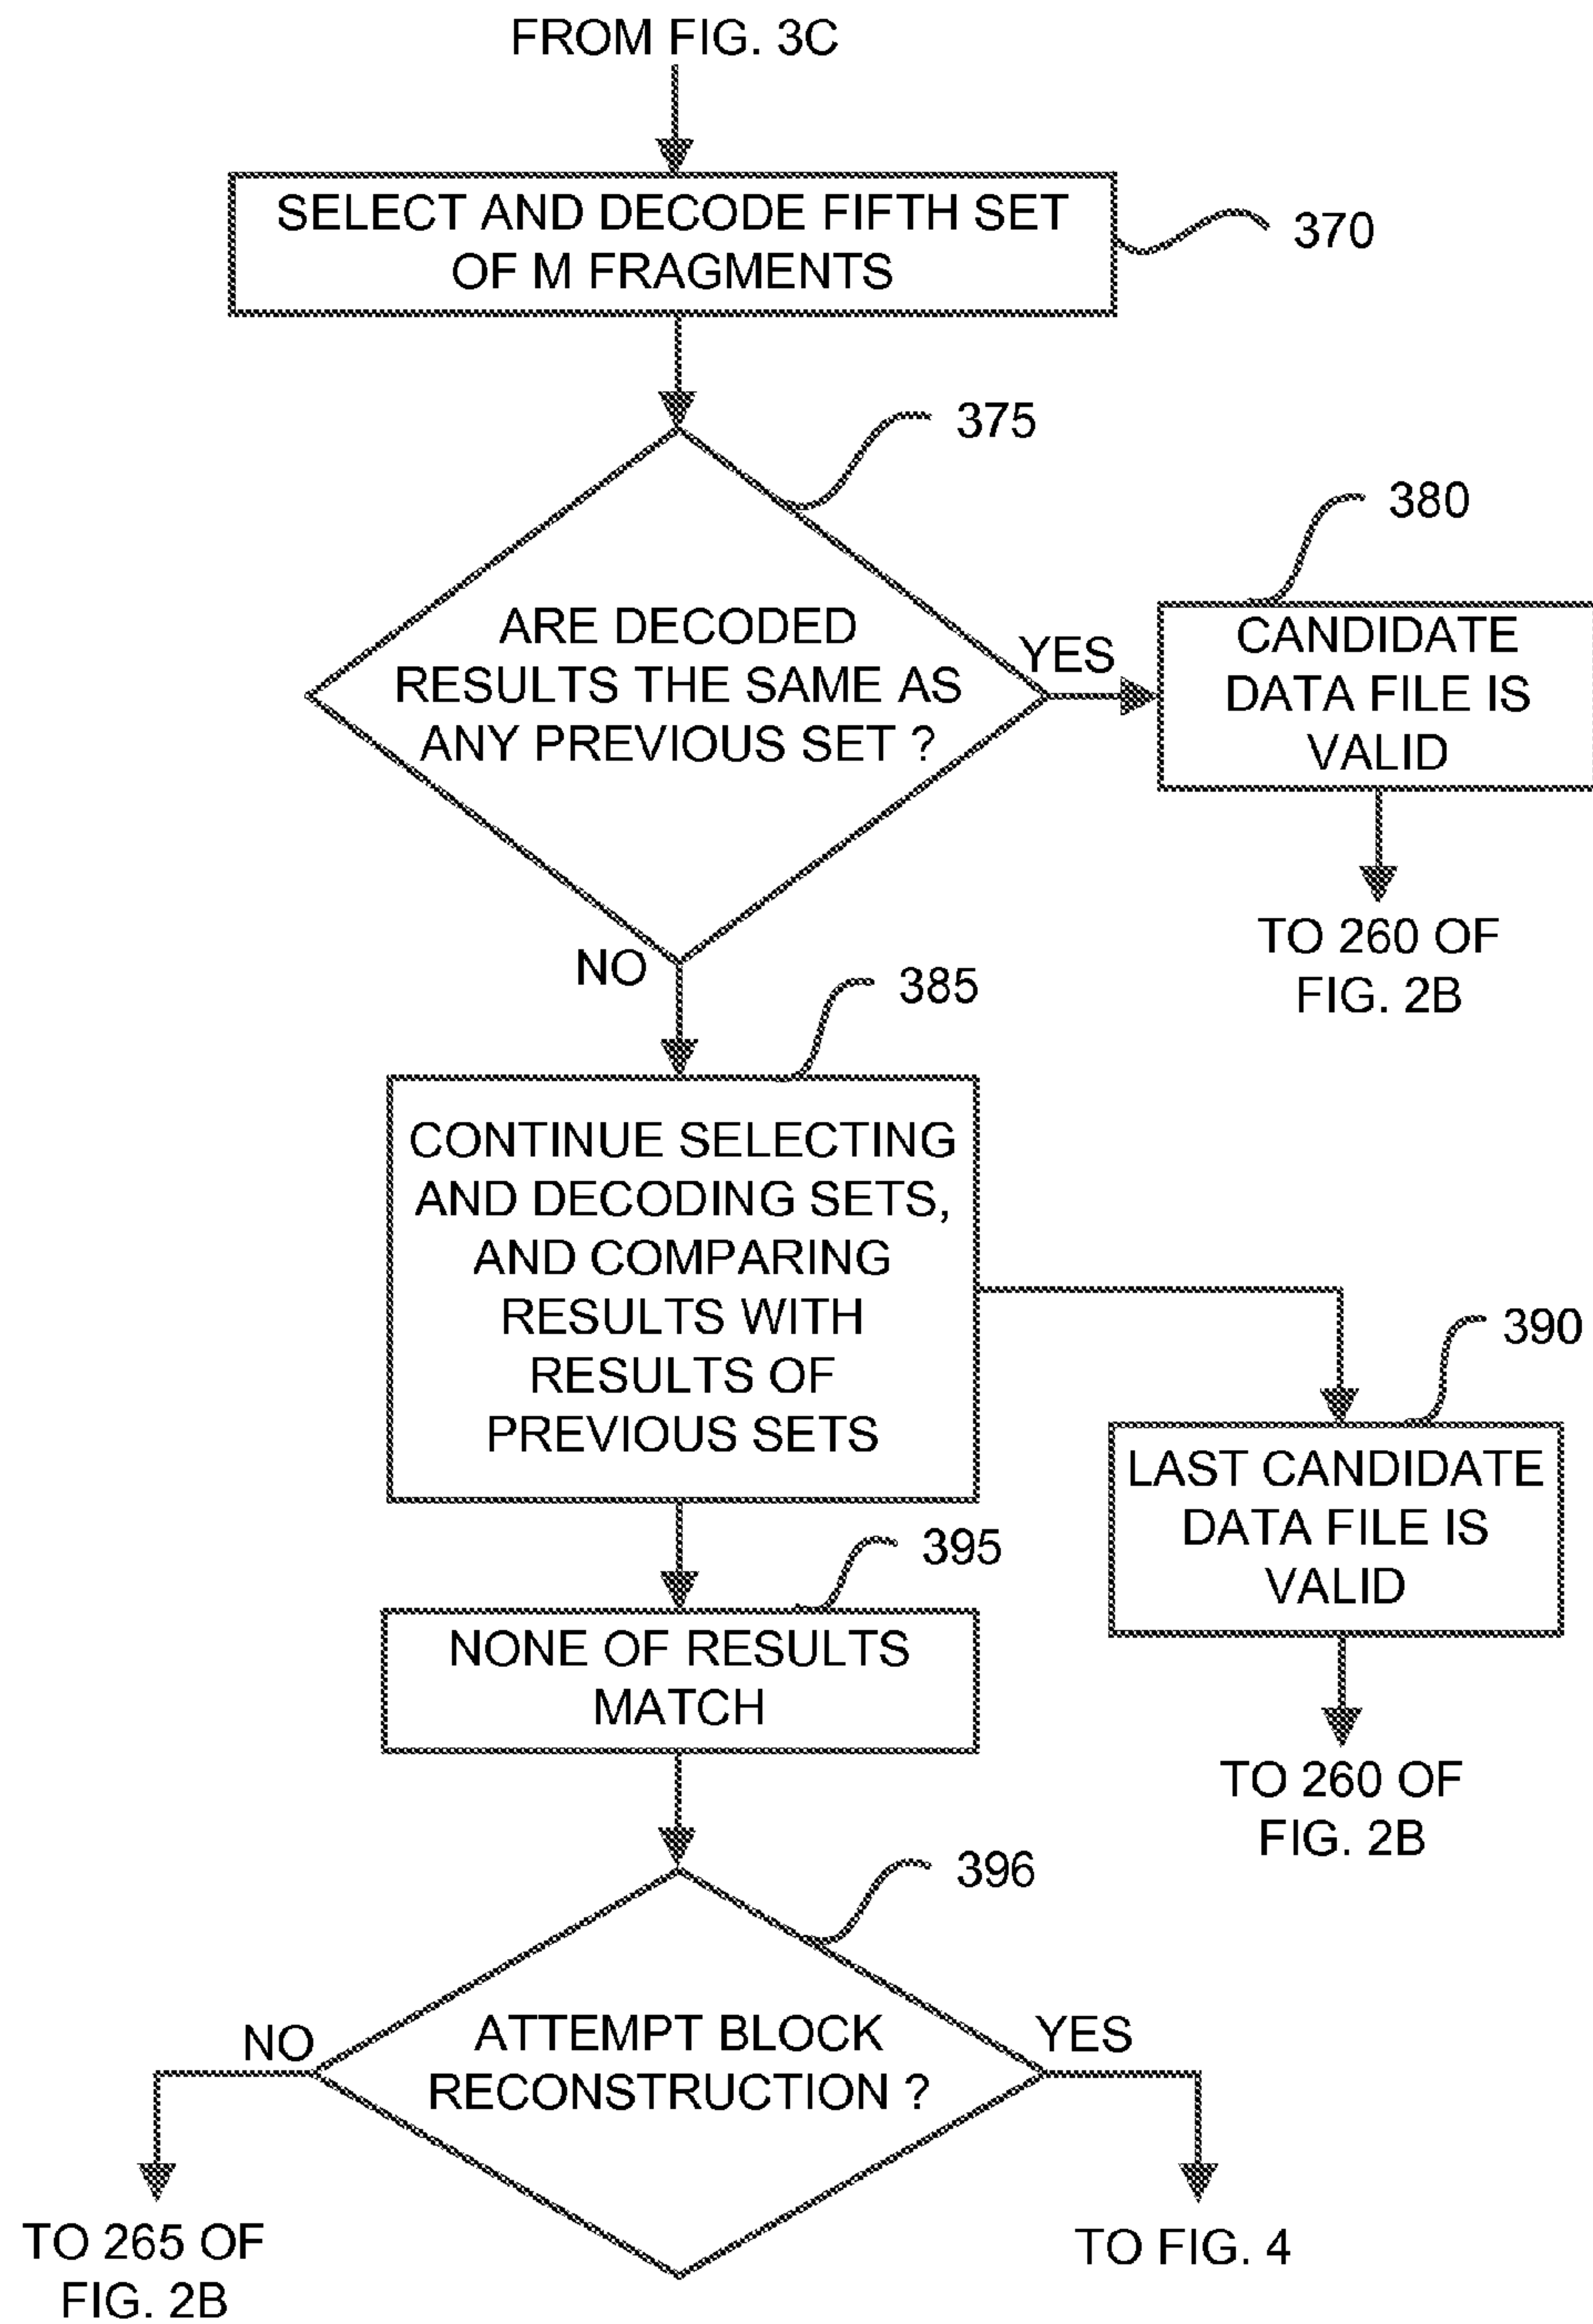 FROM FIG. 3C
SELECT AND DECODE FIFTH SET
OF M FRAGMENTS
370
375
ARE DECODED
RESULTS THE SAME AS
ANY PREVIOUS SET ?
YES
380
CANDIDATE
DATA FILE IS
VALID
TO 260 OF
FIG. 2B
NO
385
CONTINUE SELECTING
AND DECODING SETS,
AND COMPARING
RESULTS WITH
RESULTS OF
PREVIOUS SETS
390
LAST CANDIDATE
DATA FILE IS
VALID
TO 260 OF
FIG. 2B
395
NONE OF RESULTS
MATCH
396
ATTEMPT BLOCK
RECONSTRUCTION ?
NO
YES
TO 265 OF
FIG. 2B
TO FIG. 4